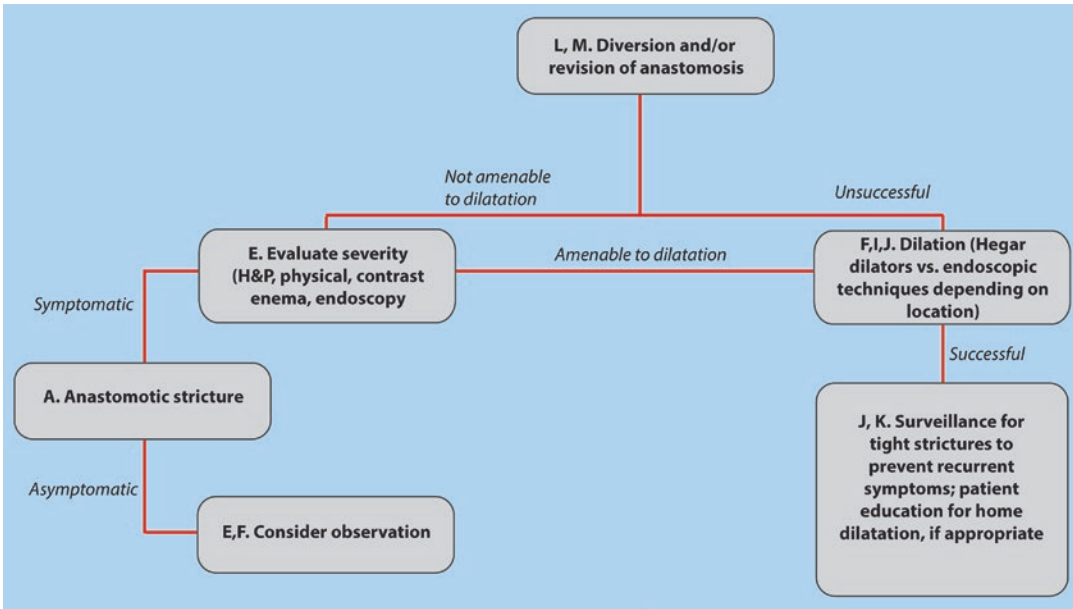 L, M. Diversion and/or
revision of anastomosis
Not amenable
to dilatation
Unsuccessful
E. Evaluate severity
(H&P, physical, contrast
enema, endoscopy
Amenable to dilatation
F,I,J. Dilation (Hegar
dilators vs. endoscopic
techniques depending on
location)
Symptomatic
Successful
A. Anastomotic stricture
J, K. Surveillance for
tight strictures to
prevent recurrent
symptoms; patient
education for home
dilatation, if appropriate
Asymptomatic
E,F. Consider observation